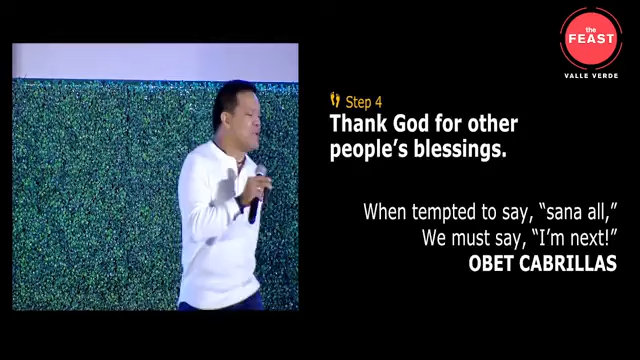 the
FEAST
VALLE VERDE
Step 4
Thank God for other
people's blessings.
When tempted to say, “sana all,”
We must say, “I'm next!”
OBET CABRILLAS